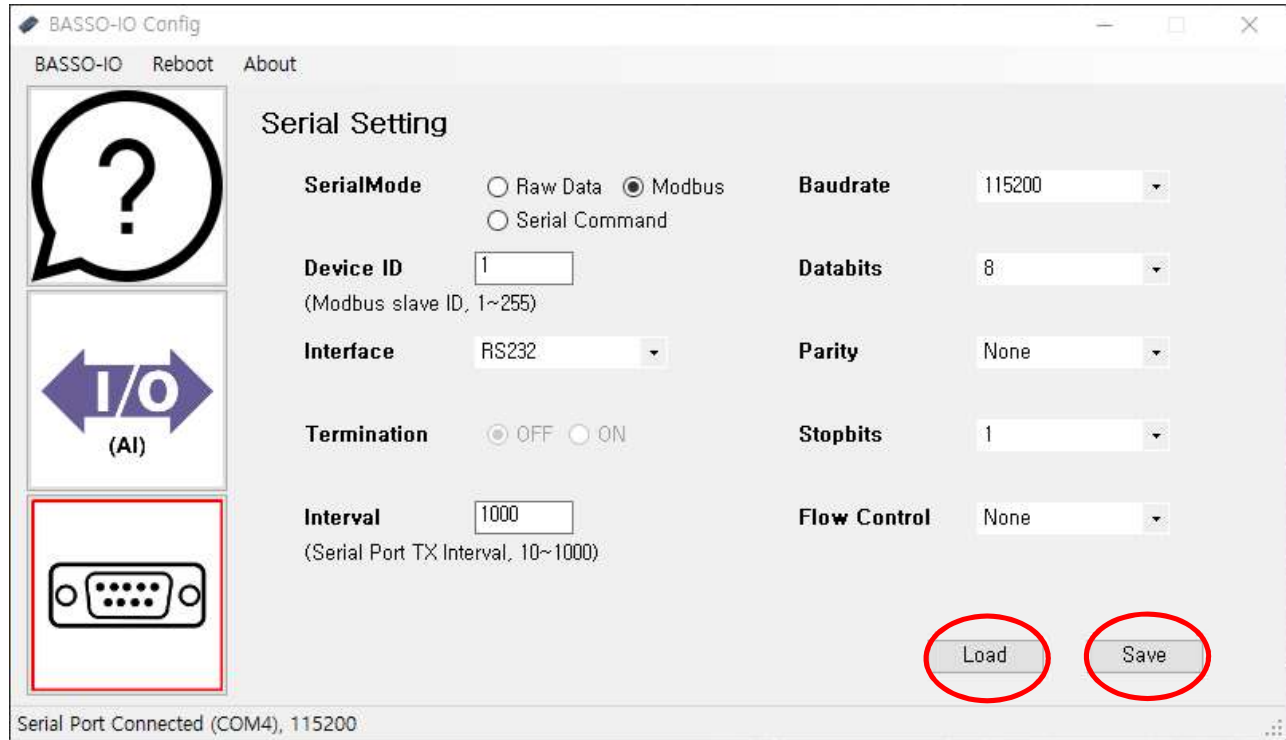 BASSO-IO Config
BASSO-IO Reboot About
?
I/O
(AI)
Serial Setting
SerialMode Raw Data Modbus
Serial Command
Device ID 1
(Modbus slave ID, 1~255)
Interface RS232
Termination OFF ON
Interval 1000
(Serial Port TX Interval, 10~1000)
Baudrate 115200
Databits 8
Parity None
Stopbits 1
Flow Control None
Load Save
Serial Port Connected (COM4), 115200